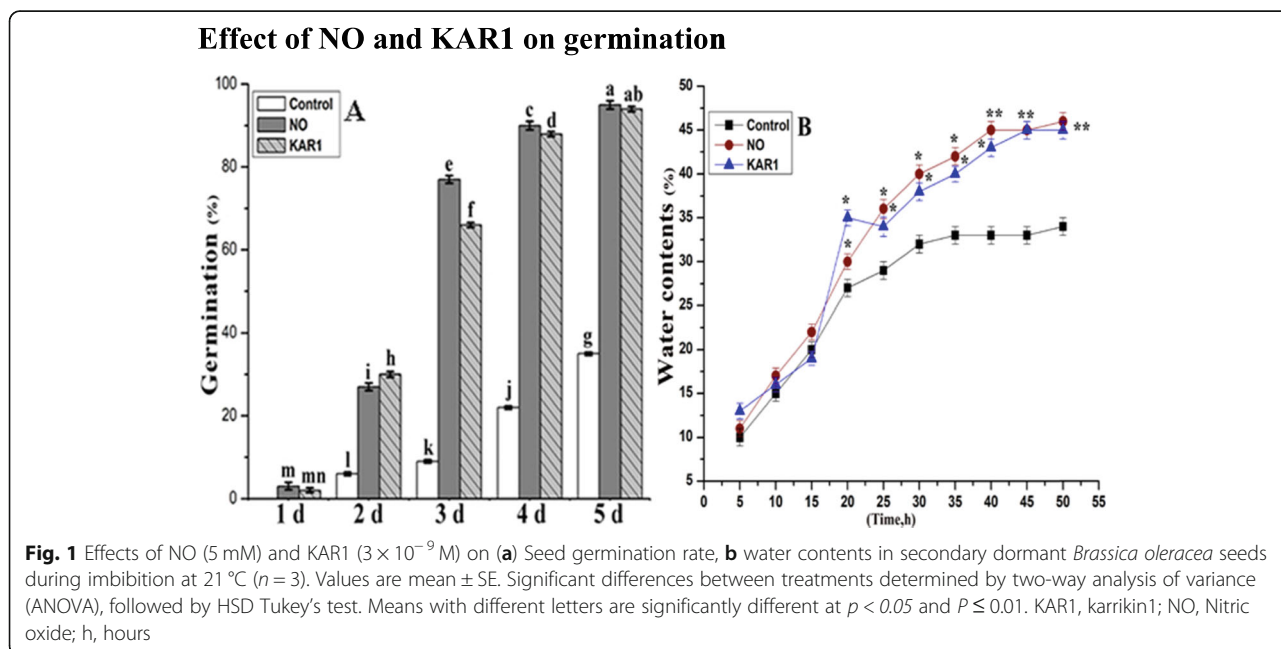 Effect of NO and KAR1 on germination
100
80
60
40
20
0
Germination (%)
Control
NO
KAR1
A
m
mn
l
i
h
k
e
f
j
c
d
g
a
ab
1 d 2 d 3 d 4 d 5 d
50
45
40
35
30
25
20
15
10
5
Water contents (%)
Control
NO
KAR1
B
*
*
*
*
*
*
*
*
**
*
**
**
0 5 10 15 20 25 30 35 40 45 50 55
(Time,h)
Fig. 1 Effects of NO (5 mM) and KAR1 (3 × 10⁻⁹ M) on (a) Seed germination rate, b water contents in secondary dormant Brassica oleracea seeds
during imbibition at 21 °C (n = 3). Values are mean ± SE. Significant differences between treatments determined by two-way analysis of variance
(ANOVA), followed by HSD Tukey's test. Means with different letters are significantly different at p < 0.05 and P ≤ 0.01. KAR1, karrikin1; NO, Nitric
oxide; h, hours